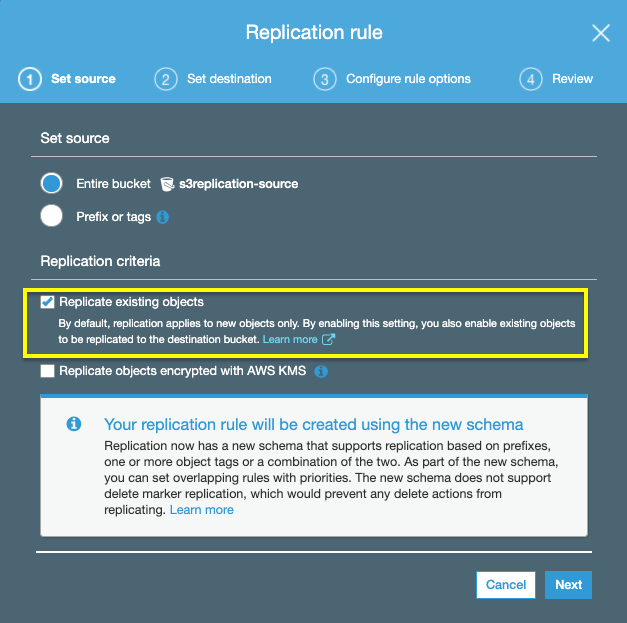 Replication rule
1 Set source 2 Set destination 3 Configure rule options 4 Review
Set source
Entire bucket s3replication-source
Prefix or tags
Replication criteria
Replicate existing objects
By default, replication applies to new objects only. By enabling this setting, you also enable existing objects
to be replicated to the destination bucket. Learn more
Replicate objects encrypted with AWS KMS
Your replication rule will be created using the new schema
Replication now has a new schema that supports replication based on prefixes,
one or more object tags or a combination of the two. As part of the new schema,
you can set overlapping rules with priorities. The new schema does not support
delete marker replication, which would prevent any delete actions from
replicating. Learn more
Cancel Next